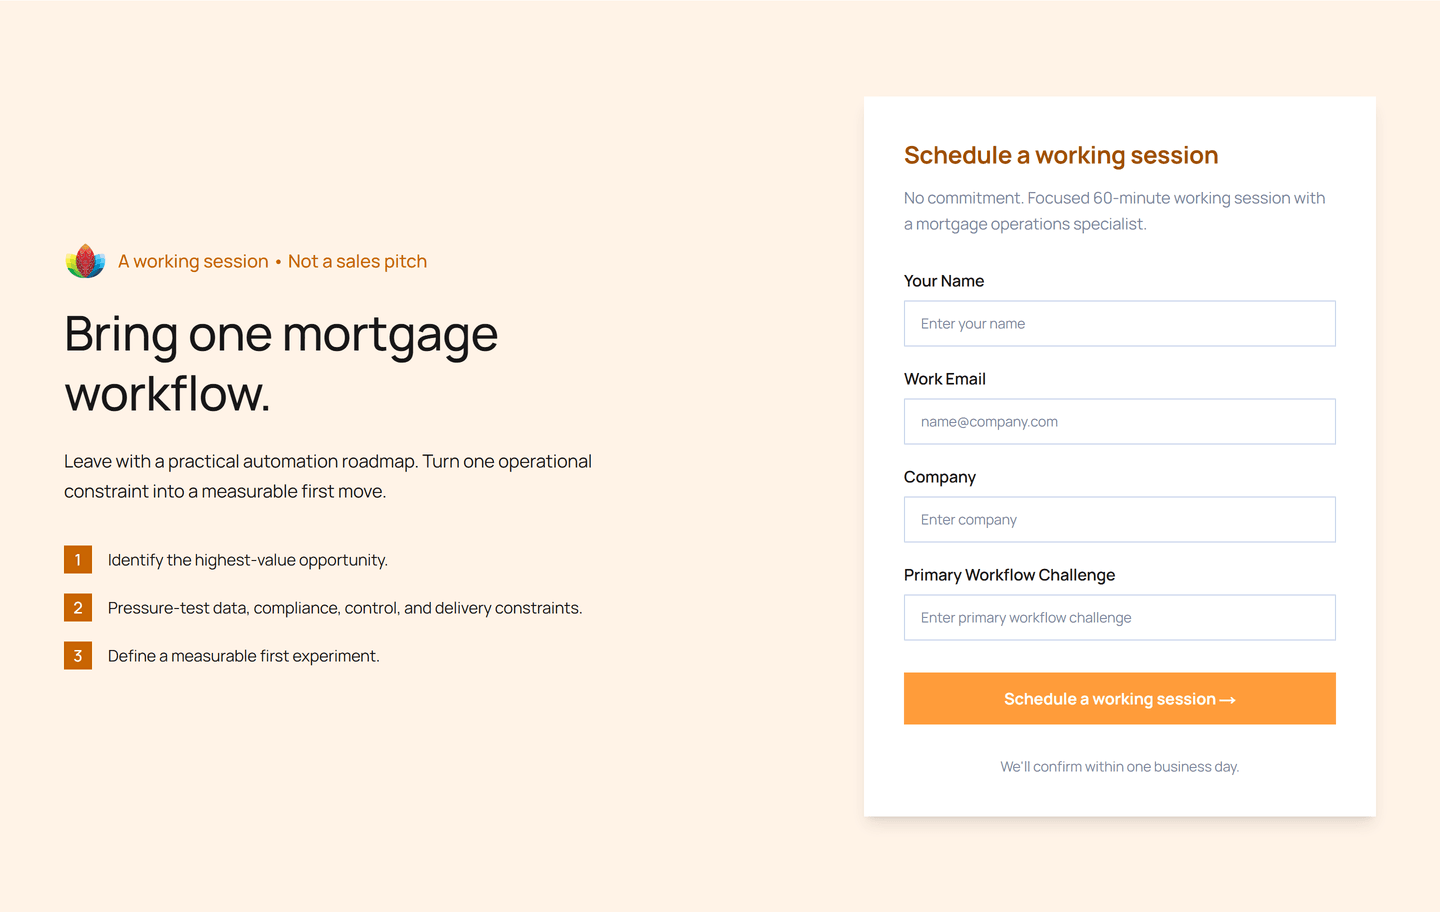 A working session • Not a sales pitch
Bring one mortgage
workflow.
Leave with a practical automation roadmap. Turn one operational
constraint into a measurable first move.
1 Identify the highest-value opportunity.
2 Pressure-test data, compliance, control, and delivery constraints.
3 Define a measurable first experiment.
Schedule a working session
No commitment. Focused 60-minute working session with
a mortgage operations specialist.
Your Name
Enter your name
Work Email
name@company.com
Company
Enter company
Primary Workflow Challenge
Enter primary workflow challenge
Schedule a working session →
We'll confirm within one business day.